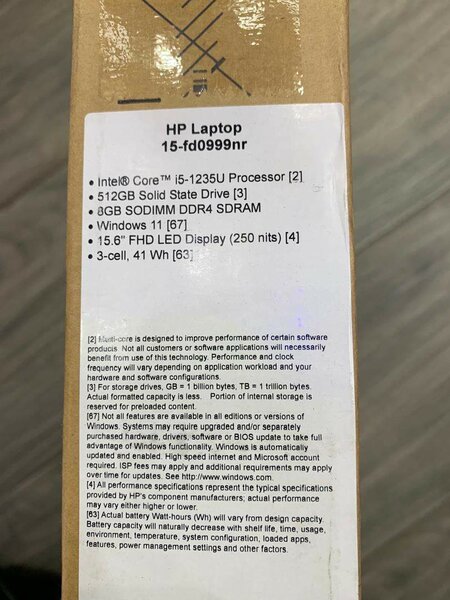 HP Laptop
15-fd0999nr
• Intel® Core™ i5-1235U Processor [2]
• 512GB Solid State Drive [3]
• 8GB SODIMM DDR4 SDRAM
• Windows 11 [67]
• 15.6" FHD LED Display (250 nits) [4]
• 3-cell, 41 Wh [63]
[2] Multi-core is designed to improve performance of certain software
products. Not all customers or software applications will necessarily
benefit from use of this technology. Performance and clock
frequency will vary depending on application workload and your
hardware and software configurations.
[3] For storage drives, GB = 1 billion bytes, TB = 1 trillion bytes.
Actual formatted capacity is less. Portion of internal storage is
reserved for preloaded content.
[67] Not all features are available in all editions or versions of
Windows. Systems may require upgraded and/or separately
purchased hardware, drivers, software or BIOS update to take full
advantage of Windows functionality. Windows is automatically
updated and enabled. High speed internet and Microsoft account
required. ISP fees may apply and additional requirements may apply
over time for updates. See http://www.windows.com.
[4] All performance specifications represent the typical specifications
provided by HP's component manufacturers; actual performance
may vary either higher or lower.
[63] Actual battery Watt-hours (Wh) will vary from design capacity.
Battery capacity will naturally decrease with shelf life, time, usage,
environment, temperature, system configuration, loaded apps,
features, power management settings and other factors.